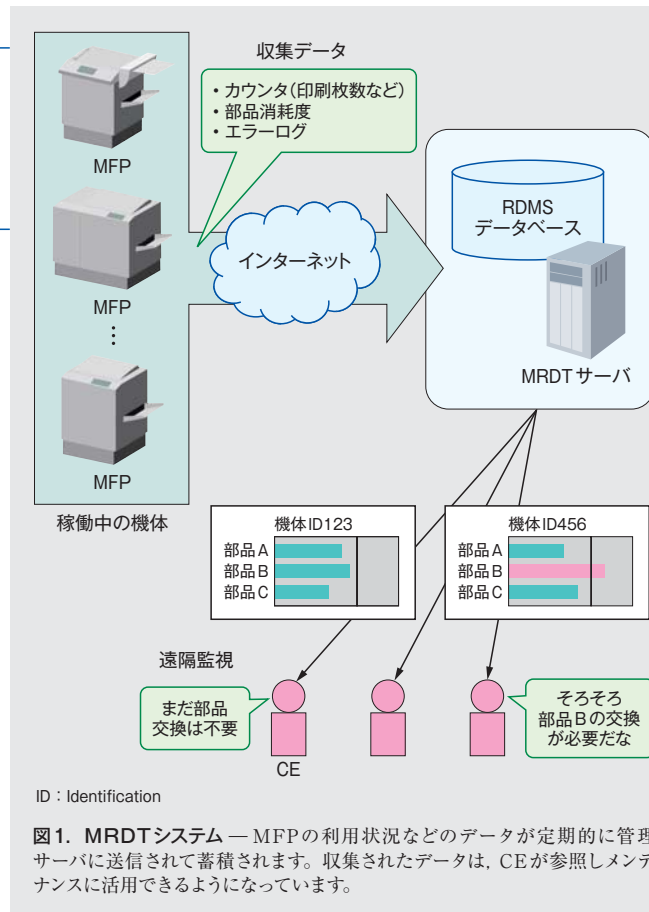 収集データ
・カウンタ(印刷枚数など)
・部品消耗度
・エラーログ
MFP
MFP
⋮
MFP
稼働中の機体
インターネット
RDMS
データベース
MRDTサーバ
機体ID123
部品A
部品B
部品C
機体ID456
部品A
部品B
部品C
遠隔監視
まだ部品
交換は不要
CE
そろそろ
部品Bの交換
が必要だな
ID：Identification
図1. MRDTシステム — MFPの利用状況などのデータが定期的に管理
サーバに送信されて蓄積されます。収集されたデータは，CEが参照しメンテ
ナンスに活用できるようになっています。